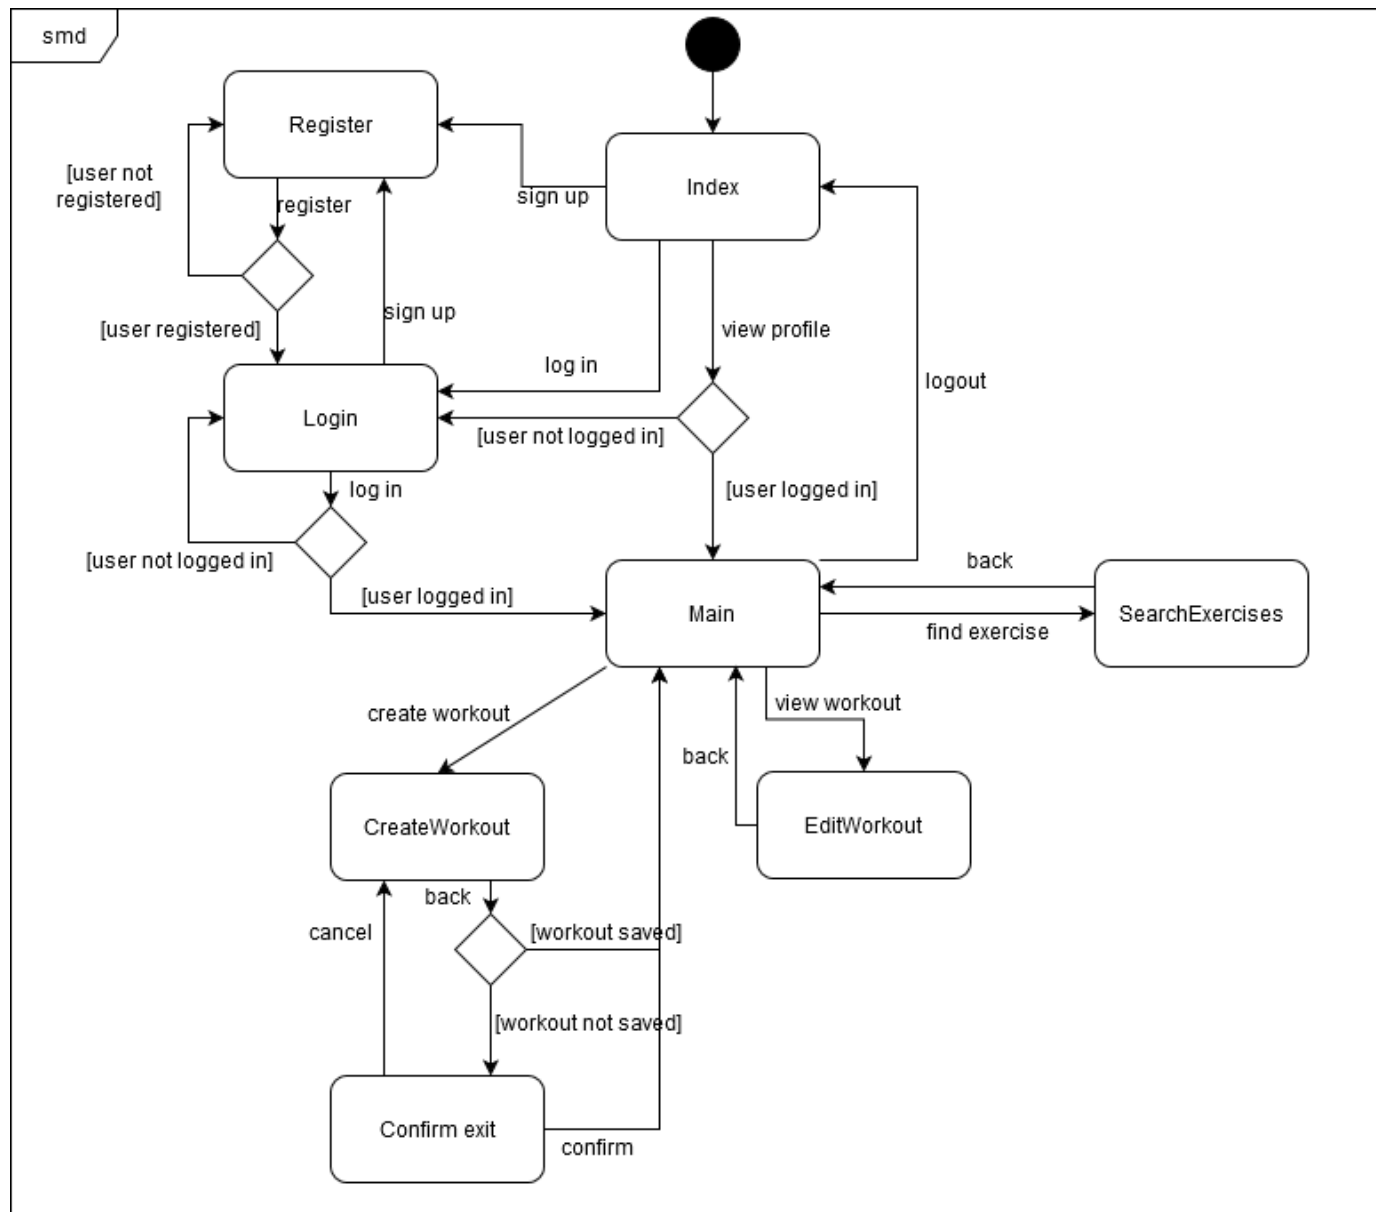 smd
Register
Index
[user not
registered]
register
sign up
[user registered]
sign up
view profile
log in
logout
Login
[user not logged in]
log in
[user logged in]
[user not logged in]
[user logged in]
back
Main
SearchExercises
find exercise
create workout
view workout
back
CreateWorkout
EditWorkout
back
cancel
[workout saved]
[workout not saved]
Confirm exit
confirm